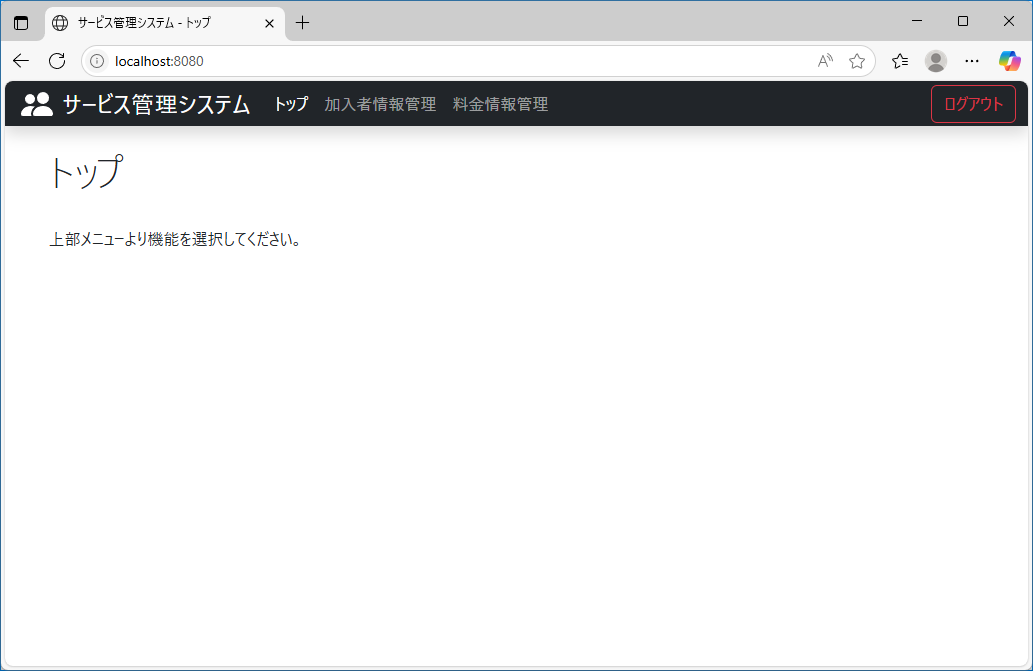 サービス管理システム - トップ
localhost:8080
サービス管理システム トップ 加入者情報管理 料金情報管理 ログアウト
トップ
上部メニューより機能を選択してください。